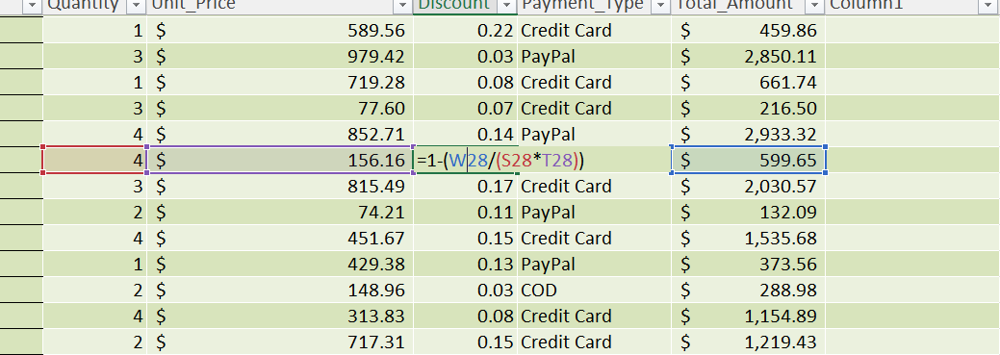 Quantity Unit_Price Discount Payment_Type Total_Amount Column1
1 $ 589.56 0.22 Credit Card $ 459.86
3 $ 979.42 0.03 PayPal $ 2,850.11
1 $ 719.28 0.08 Credit Card $ 661.74
3 $ 77.60 0.07 Credit Card $ 216.50
4 $ 852.71 0.14 PayPal $ 2,933.32
4 $ 156.16 =1-(W28/(S28*T28)) $ 599.65
3 $ 815.49 0.17 Credit Card $ 2,030.57
2 $ 74.21 0.11 PayPal $ 132.09
4 $ 451.67 0.15 Credit Card $ 1,535.68
1 $ 429.38 0.13 PayPal $ 373.56
2 $ 148.96 0.03 COD $ 288.98
4 $ 313.83 0.08 Credit Card $ 1,154.89
2 $ 717.31 0.15 Credit Card $ 1,219.43